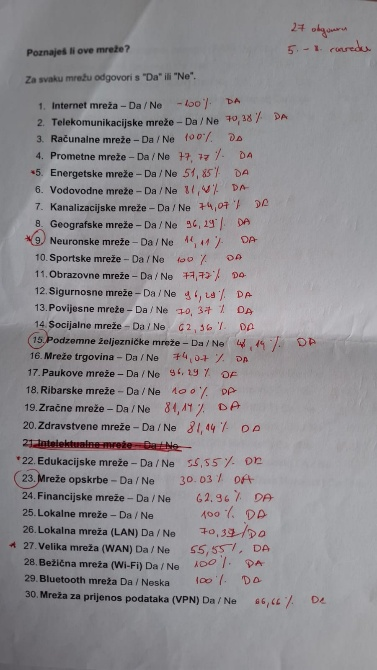 27 odgovora
5. - 8. razreda
Poznaješ li ove mreže?
Za svaku mrežu odgovori s "Da" ili "Ne".
1. Internet mreža – Da / Ne -100% DA
2. Telekomunikacijske mreže – Da / Ne 70,38% DA
3. Računalne mreže – Da / Ne 100% DA
4. Prometne mreže – Da / Ne 77,77% DA
*5. Energetske mreže – Da / Ne 51,85% DA
6. Vodovodne mreže – Da / Ne 81,48% DA
7. Kanalizacijske mreže – Da / Ne 74,07% DA
8. Geografske mreže – Da / Ne 96,29% DA
*9. Neuronske mreže – Da / Ne 11,11% DA
10. Sportske mreže – Da / Ne 100% DA
11. Obrazovne mreže – Da / Ne 77,77% DA
12. Sigurnosne mreže – Da / Ne 96,29% DA
13. Povijesne mreže – Da / Ne 70,37% DA
14. Socijalne mreže – Da / Ne 62,96% DA
15. Podzemne željezničke mreže – Da / Ne 48,14% DA
16. Mreže trgovina – Da / Ne 74,07% DA
17. Paukove mreže – Da / Ne 96,29% DA
18. Ribarske mreže – Da / Ne 100% DA
19. Zračne mreže – Da / Ne 81,14% DA
20. Zdravstvene mreže – Da / Ne 81,14% DA
21. Intelektualne mreže – Da / Ne
*22. Edukacijske mreže – Da / Ne 55,55% DA
23. Mreže opskrbe – Da / Ne 30.03% DA
24. Financijske mreže – Da / Ne 62,96% DA
25. Lokalne mreže – Da / Ne 100% DA
26. Lokalna mreža (LAN) Da / Ne 70,37% DA
*27. Velika mreža (WAN) Da / Ne 55,55% DA
28. Bežična mreža (Wi-Fi) Da / Ne 100% DA
29. Bluetooth mreža Da / Neska 100% DA
30. Mreža za prijenos podataka (VPN) Da / Ne 66,66% Da